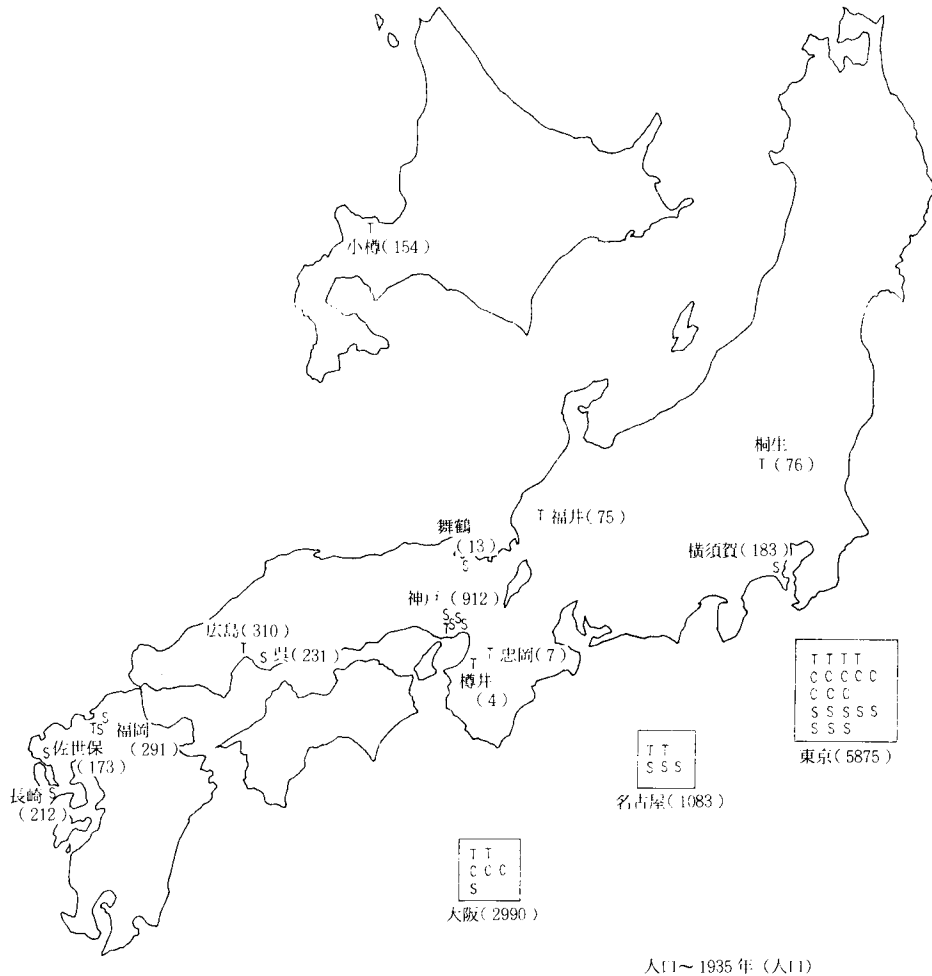 T
小樽(154)
桐生
T(76)
T福井(75)
舞鶴
(13)
S
横須賀(183)
S
神戸(912)
S S
T S S
広島(310)
T
S 呉(231)
T 忠岡(7)
T
樽井
(4)
S
T S
福岡
(291)
S
佐世保
(173)
長崎
S
(212)
T T T T
C C C C C
C C C
S S S S S
S S S
東京(5875)
T T
S S S
名古屋(1083)
T T
C C C
S
大阪(2990)
人口〜1935年(人口)